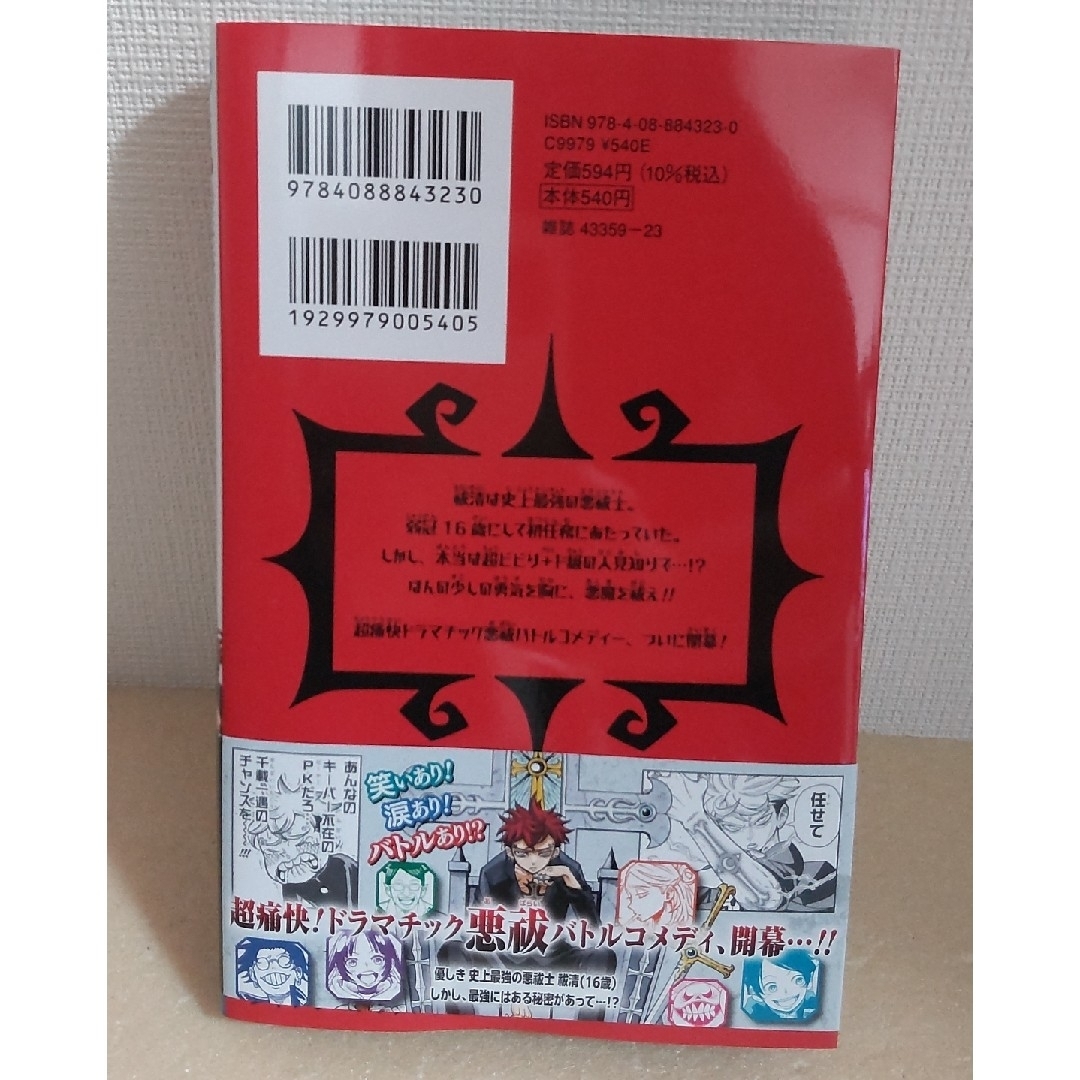 9784088843230
1929979005405
ISBN 978-4-08-884323-0
C9979 ¥540E
定価594円 (10%税込)
本体540円
雑誌 43359-23
祓清は史上最強の悪祓士。
弱冠16歳にして初任務にあたっていた。
しかし、本当は超ビビり+ド級の人見知りで…!?
なんの少しの勇気を胸に、悪魔を祓え!!
超痛快ドラマチック悪祓バトルコメディー、ついに開幕!
あんなの
キーパー不在の
PKだろ
千載一遇の
チャンスを〜〜〜!!!
笑いあり!
涙あり!
バトルあり!?
任せて
超痛快!ドラマチック悪祓バトルコメディ、開幕…!!
優しき 史上最強の悪祓士 祓清(16歳)
しかし、最強にはある秘密があって…!?